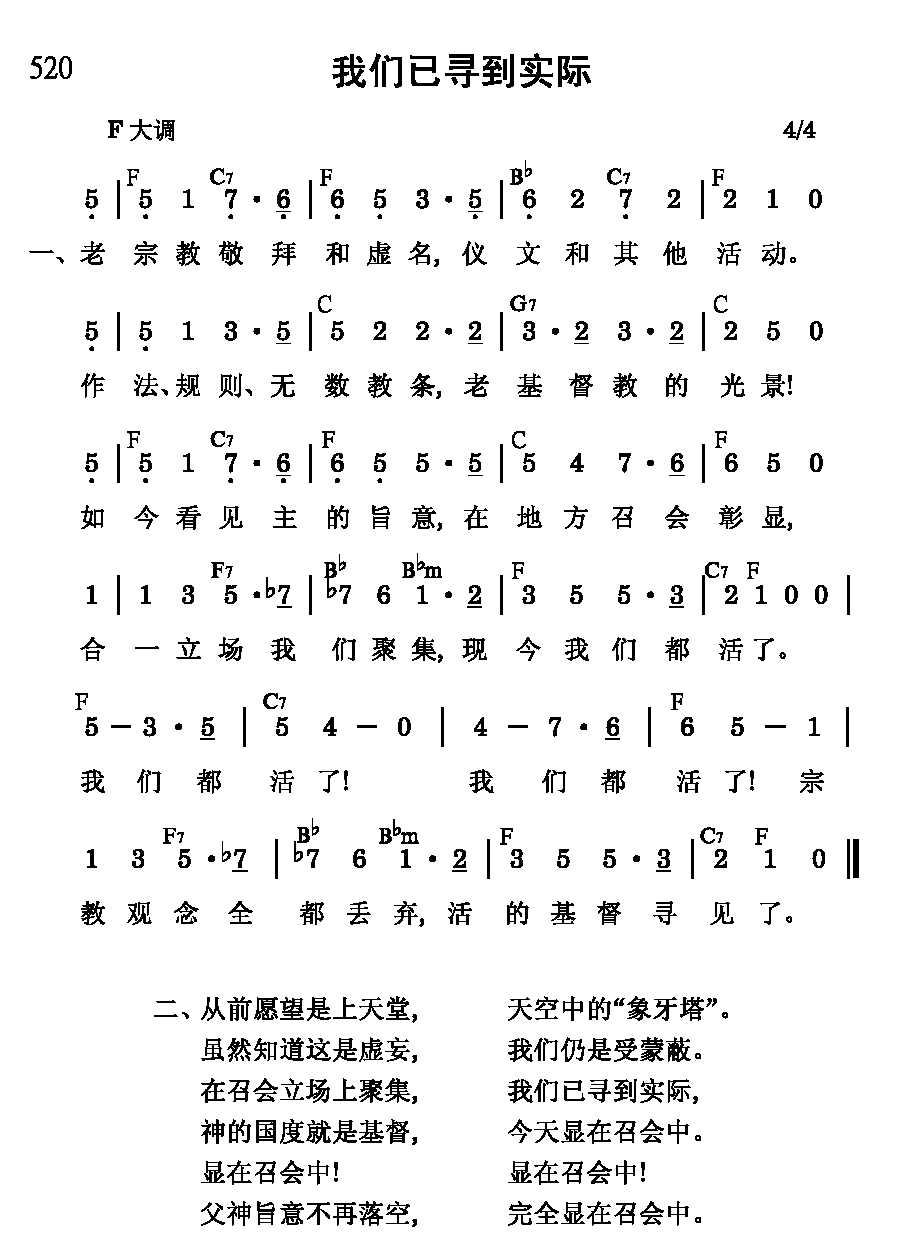 520 我们已寻到实际
F 大调 4/4
F C7 F B♭ C7 F
5̣ | 5̣ 1 7̣ · 6̣ | 6̣ 5̣ 3 · 5̣ | 6̣ 2 7̣ 2 | 2 1 0
一、老 宗 教 敬 拜 和 虚 名, 仪 文 和 其 他 活 动。
C G7 C
5̣ | 5̣ 1 3 · 5 | 5 2 2 · 2 | 3 · 2 3 · 2 | 2 5 0
作 法、规 则、无 数 教 条, 老 基 督 教 的 光 景!
F C7 F C F
5̣ | 5̣ 1 7̣ · 6̣ | 6̣ 5̣ 5 · 5 | 5 4 7 · 6 | 6 5 0
如 今 看 见 主 的 旨 意, 在 地 方 召 会 彰 显,
F7 B♭ B♭m F C7 F
1 | 1 3 5 · ♭7 | ♭7 6 1 · 2 | 3 5 5 · 3 | 2 1 0 0 |
合 一 立 场 我 们 聚 集, 现 今 我 们 都 活 了。
F C7 F
5 – 3 · 5 | 5 4 – 0 | 4 – 7 · 6 | 6 5 – 1 |
我 们 都 活 了! 我 们 都 活 了! 宗
F7 B♭ B♭m F C7 F
1 3 5 · ♭7 | ♭7 6 1 · 2 | 3 5 5 · 3 | 2 1 0 ‖
教 观 念 全 都 丢 弃, 活 的 基 督 寻 见 了。
二、从前愿望是上天堂, 天空中的“象牙塔”。
虽然知道这是虚妄, 我们仍是受蒙蔽。
在召会立场上聚集, 我们已寻到实际,
神的国度就是基督, 今天显在召会中。
显在召会中! 显在召会中!
父神旨意不再落空, 完全显在召会中。